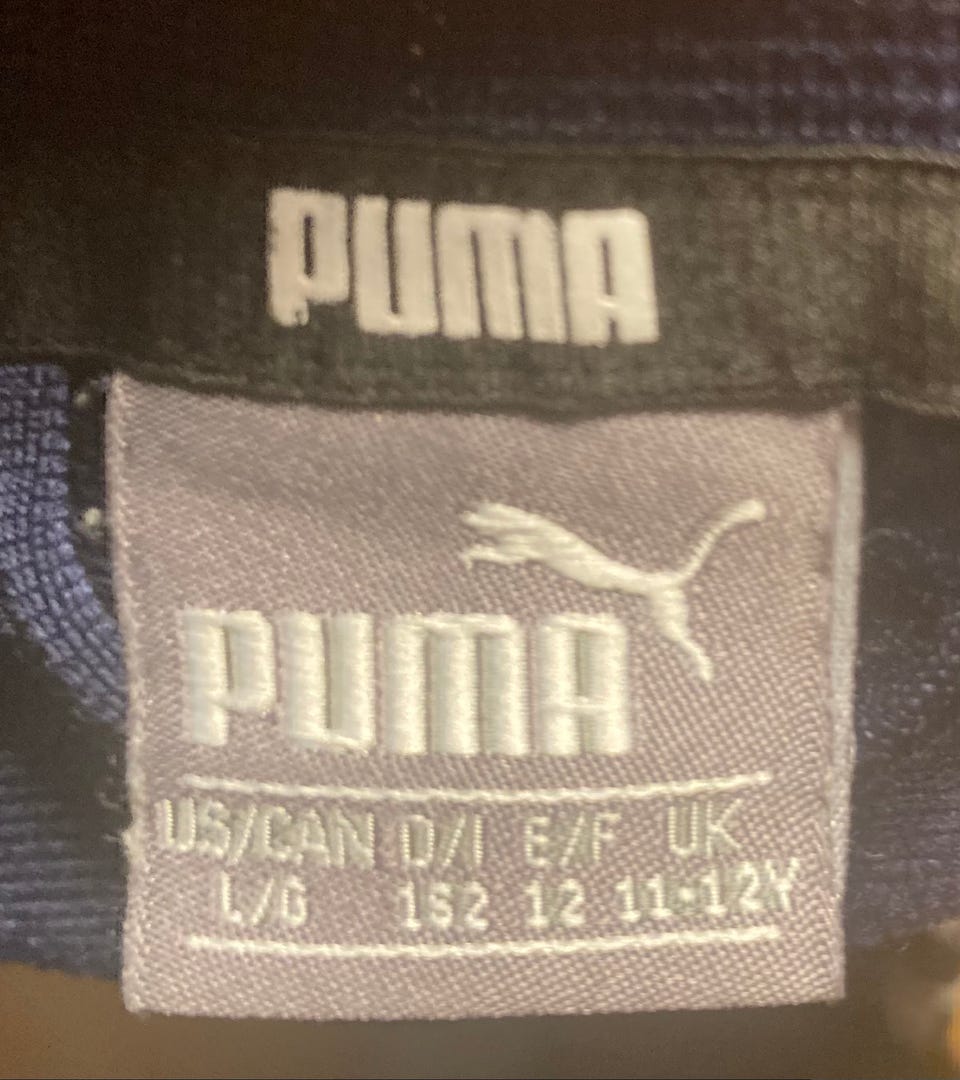 PUMA
PUMA
US/CAN D/I E/F UK
L/G 152 12 11-12Y